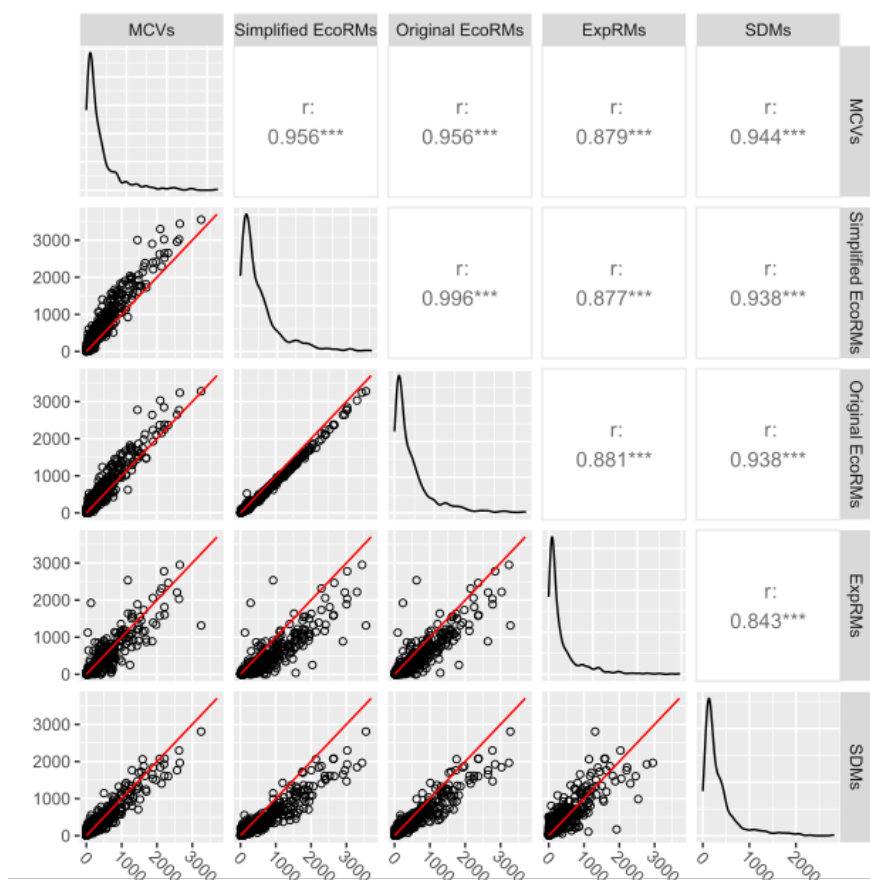 MCVs Simplified EcoRMs Original EcoRMs ExpRMs SDMs
r: r: r: r:
0.956*** 0.956*** 0.879*** 0.944***
MCVs
3000
2000
1000
0
r: r: r:
0.996*** 0.877*** 0.938***
Simplified EcoRMs
3000
2000
1000
0
r: r:
0.881*** 0.938***
Original EcoRMs
3000
2000
1000
0
r:
0.843***
ExpRMs
3000
2000
1000
0
SDMs
0 1000 2000 3000 0 1000 2000 3000 0 1000 2000 3000 0 1000 2000 3000 0 1000 2000